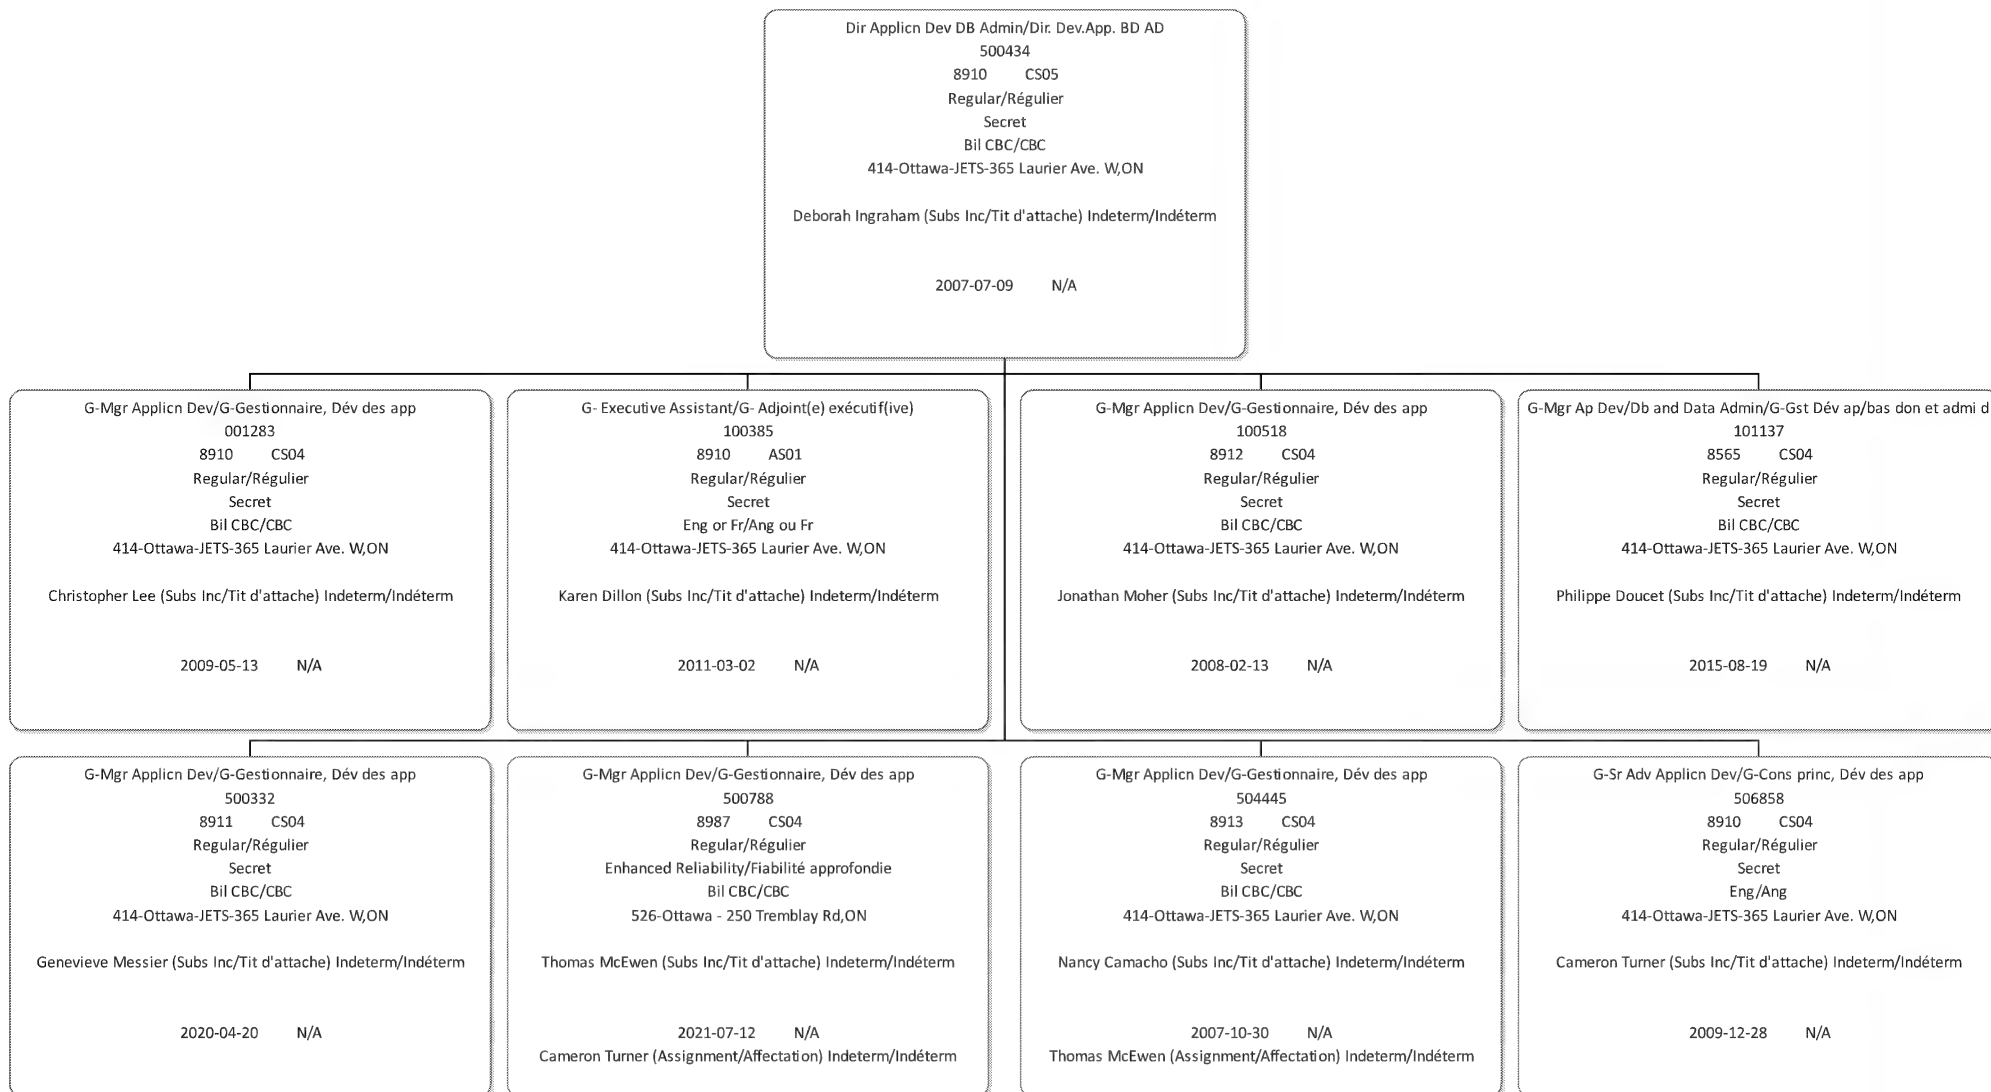 Dir Applicn Dev DB Admin/Dir. Dev.App. BD AD
500434
8910 CS05
Regular/Régulier
Secret
Bil CBC/CBC
414-Ottawa-JETS-365 Laurier Ave. W,ON
Deborah Ingraham (Subs Inc/Tit d'attache) Indeterm/Indéterm
2007-07-09 N/A
G-Mgr Applicn Dev/G-Gestionnaire, Dév des app
001283
8910 CS04
Regular/Régulier
Secret
Bil CBC/CBC
414-Ottawa-JETS-365 Laurier Ave. W,ON
Christopher Lee (Subs Inc/Tit d'attache) Indeterm/Indéterm
2009-05-13 N/A
G- Executive Assistant/G- Adjoint(e) exécutif(ive)
100385
8910 AS01
Regular/Régulier
Secret
Eng or Fr/Ang ou Fr
414-Ottawa-JETS-365 Laurier Ave. W,ON
Karen Dillon (Subs Inc/Tit d'attache) Indeterm/Indéterm
2011-03-02 N/A
G-Mgr Applicn Dev/G-Gestionnaire, Dév des app
100518
8912 CS04
Regular/Régulier
Secret
Bil CBC/CBC
414-Ottawa-JETS-365 Laurier Ave. W,ON
Jonathan Moher (Subs Inc/Tit d'attache) Indeterm/Indéterm
2008-02-13 N/A
G-Mgr Ap Dev/Db and Data Admin/G-Gst Dév ap/bas don et admi d
101137
8565 CS04
Regular/Régulier
Secret
Bil CBC/CBC
414-Ottawa-JETS-365 Laurier Ave. W,ON
Philippe Doucet (Subs Inc/Tit d'attache) Indeterm/Indéterm
2015-08-19 N/A
G-Mgr Applicn Dev/G-Gestionnaire, Dév des app
500332
8911 CS04
Regular/Régulier
Secret
Bil CBC/CBC
414-Ottawa-JETS-365 Laurier Ave. W,ON
Genevieve Messier (Subs Inc/Tit d'attache) Indeterm/Indéterm
2020-04-20 N/A
G-Mgr Applicn Dev/G-Gestionnaire, Dév des app
500788
8987 CS04
Regular/Régulier
Enhanced Reliability/Fiabilité approfondie
Bil CBC/CBC
526-Ottawa - 250 Tremblay Rd,ON
Thomas McEwen (Subs Inc/Tit d'attache) Indeterm/Indéterm
2021-07-12 N/A
Cameron Turner (Assignment/Affectation) Indeterm/Indéterm
G-Mgr Applicn Dev/G-Gestionnaire, Dév des app
504445
8913 CS04
Regular/Régulier
Secret
Bil CBC/CBC
414-Ottawa-JETS-365 Laurier Ave. W,ON
Nancy Camacho (Subs Inc/Tit d'attache) Indeterm/Indéterm
2007-10-30 N/A
Thomas McEwen (Assignment/Affectation) Indeterm/Indéterm
G-Sr Adv Applicn Dev/G-Cons princ, Dév des app
506858
8910 CS04
Regular/Régulier
Secret
Eng/Ang
414-Ottawa-JETS-365 Laurier Ave. W,ON
Cameron Turner (Subs Inc/Tit d'attache) Indeterm/Indéterm
2009-12-28 N/A